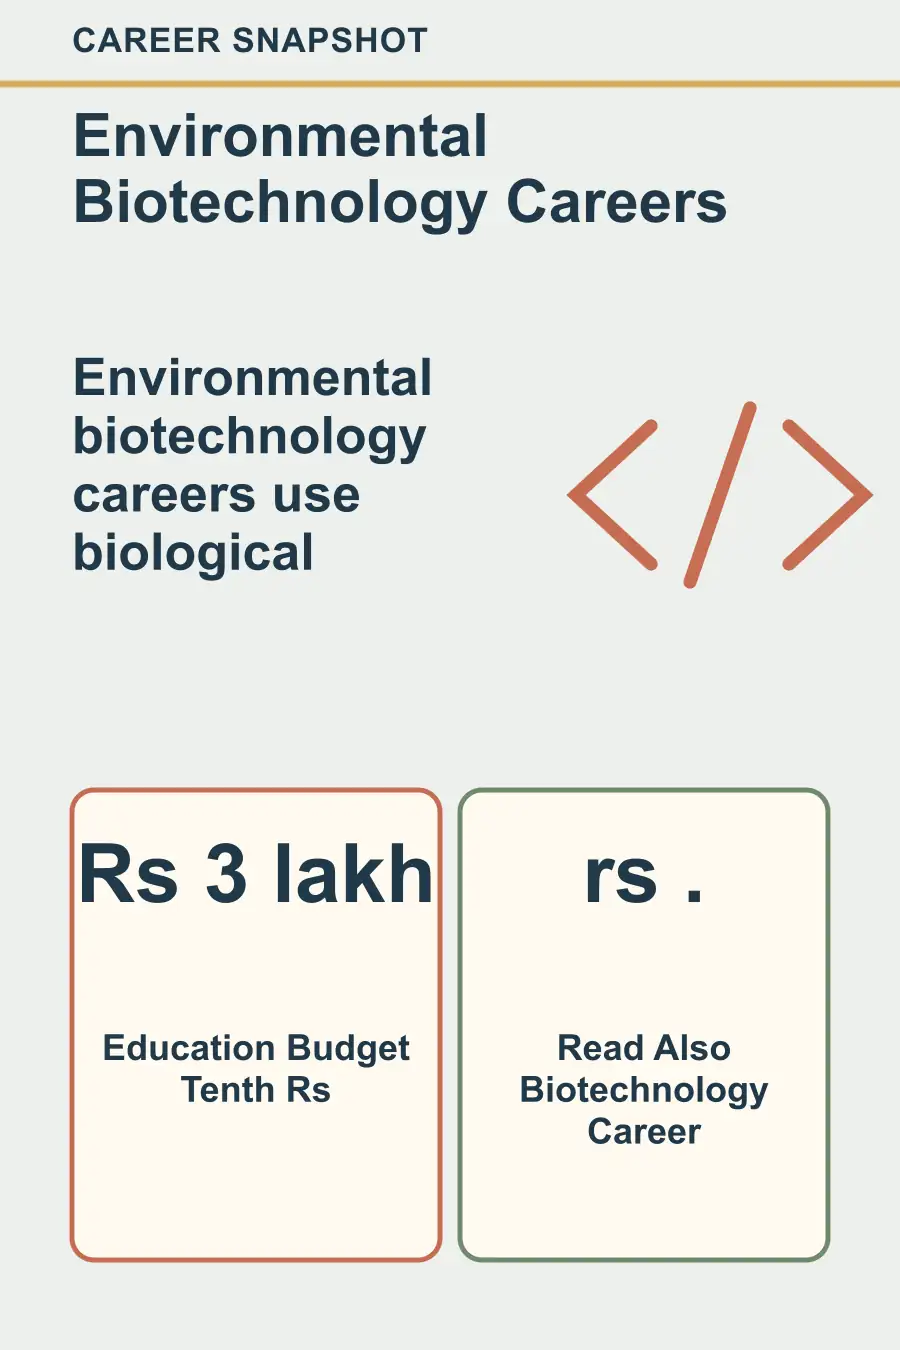 CAREER SNAPSHOT
Environmental
Biotechnology Careers
Environmental
biotechnology
careers use
biological
</>
Rs 3 lakh
Education Budget
Tenth Rs
rs .
Read Also
Biotechnology
Career